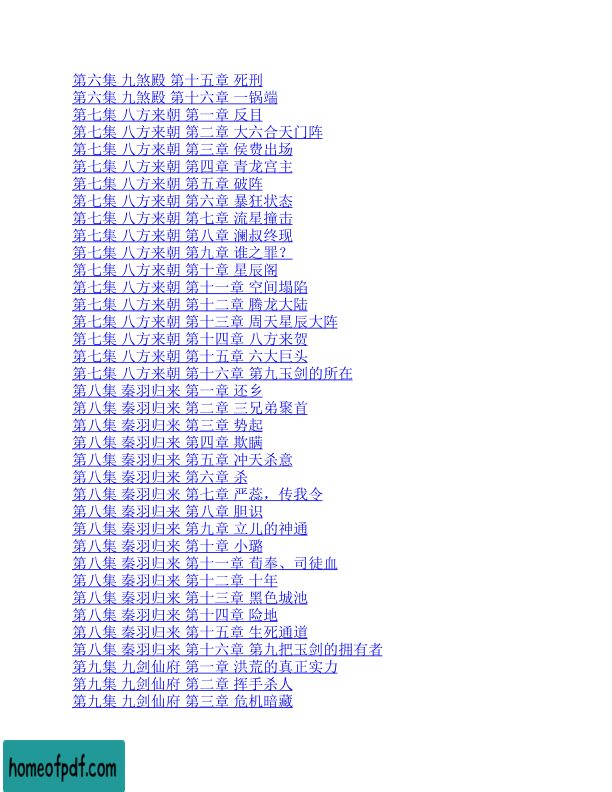 第六集 九煞殿 第十五章 死刑
第六集 九煞殿 第十六章 一锅端
第七集 八方来朝 第一章 反目
第七集 八方来朝 第二章 大六合天门阵
第七集 八方来朝 第三章 侯费出场
第七集 八方来朝 第四章 青龙宫主
第七集 八方来朝 第五章 破阵
第七集 八方来朝 第六章 暴狂状态
第七集 八方来朝 第七章 流星撞击
第七集 八方来朝 第八章 澜叔终现
第七集 八方来朝 第九章 谁之罪？
第七集 八方来朝 第十章 星辰阁
第七集 八方来朝 第十一章 空间塌陷
第七集 八方来朝 第十二章 腾龙大陆
第七集 八方来朝 第十三章 周天星辰大阵
第七集 八方来朝 第十四章 八方来贺
第七集 八方来朝 第十五章 六大巨头
第七集 八方来朝 第十六章 第九玉剑的所在
第八集 秦羽归来 第一章 还乡
第八集 秦羽归来 第二章 三兄弟聚首
第八集 秦羽归来 第三章 势起
第八集 秦羽归来 第四章 欺瞒
第八集 秦羽归来 第五章 冲天杀意
第八集 秦羽归来 第六章 杀
第八集 秦羽归来 第七章 严蕊，传我令
第八集 秦羽归来 第八章 胆识
第八集 秦羽归来 第九章 立儿的神通
第八集 秦羽归来 第十章 小璐
第八集 秦羽归来 第十一章 荀奉、司徒血
第八集 秦羽归来 第十二章 十年
第八集 秦羽归来 第十三章 黑色城池
第八集 秦羽归来 第十四章 险地
第八集 秦羽归来 第十五章 生死通道
第八集 秦羽归来 第十六章 第九把玉剑的拥有者
第九集 九剑仙府 第一章 洪荒的真正实力
第九集 九剑仙府 第二章 挥手杀人
第九集 九剑仙府 第三章 危机暗藏
homeofpdf.com